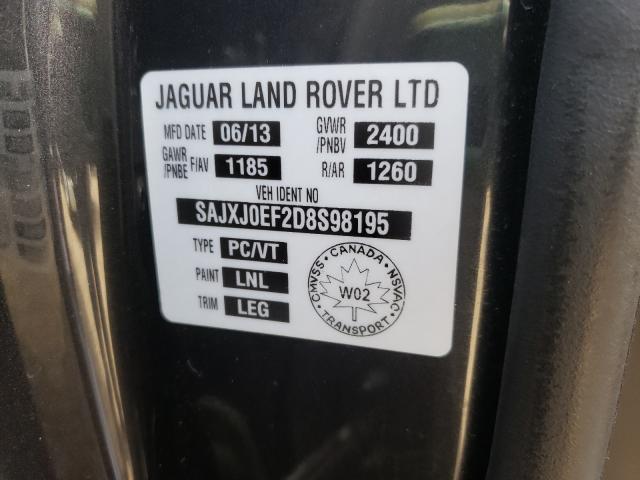 JAGUAR LAND ROVER LTD
MFD DATE 06/13 GVWR /PNBV 2400
GAWR /PNBE F/AV 1185 R/AR 1260
VEH IDENT NO
SAJXJ0EF2D8S98195
TYPE PC/VT
PAINT LNL
TRIM LEG
CANADA
CMVSS NSVAC
W02
TRANSPORT